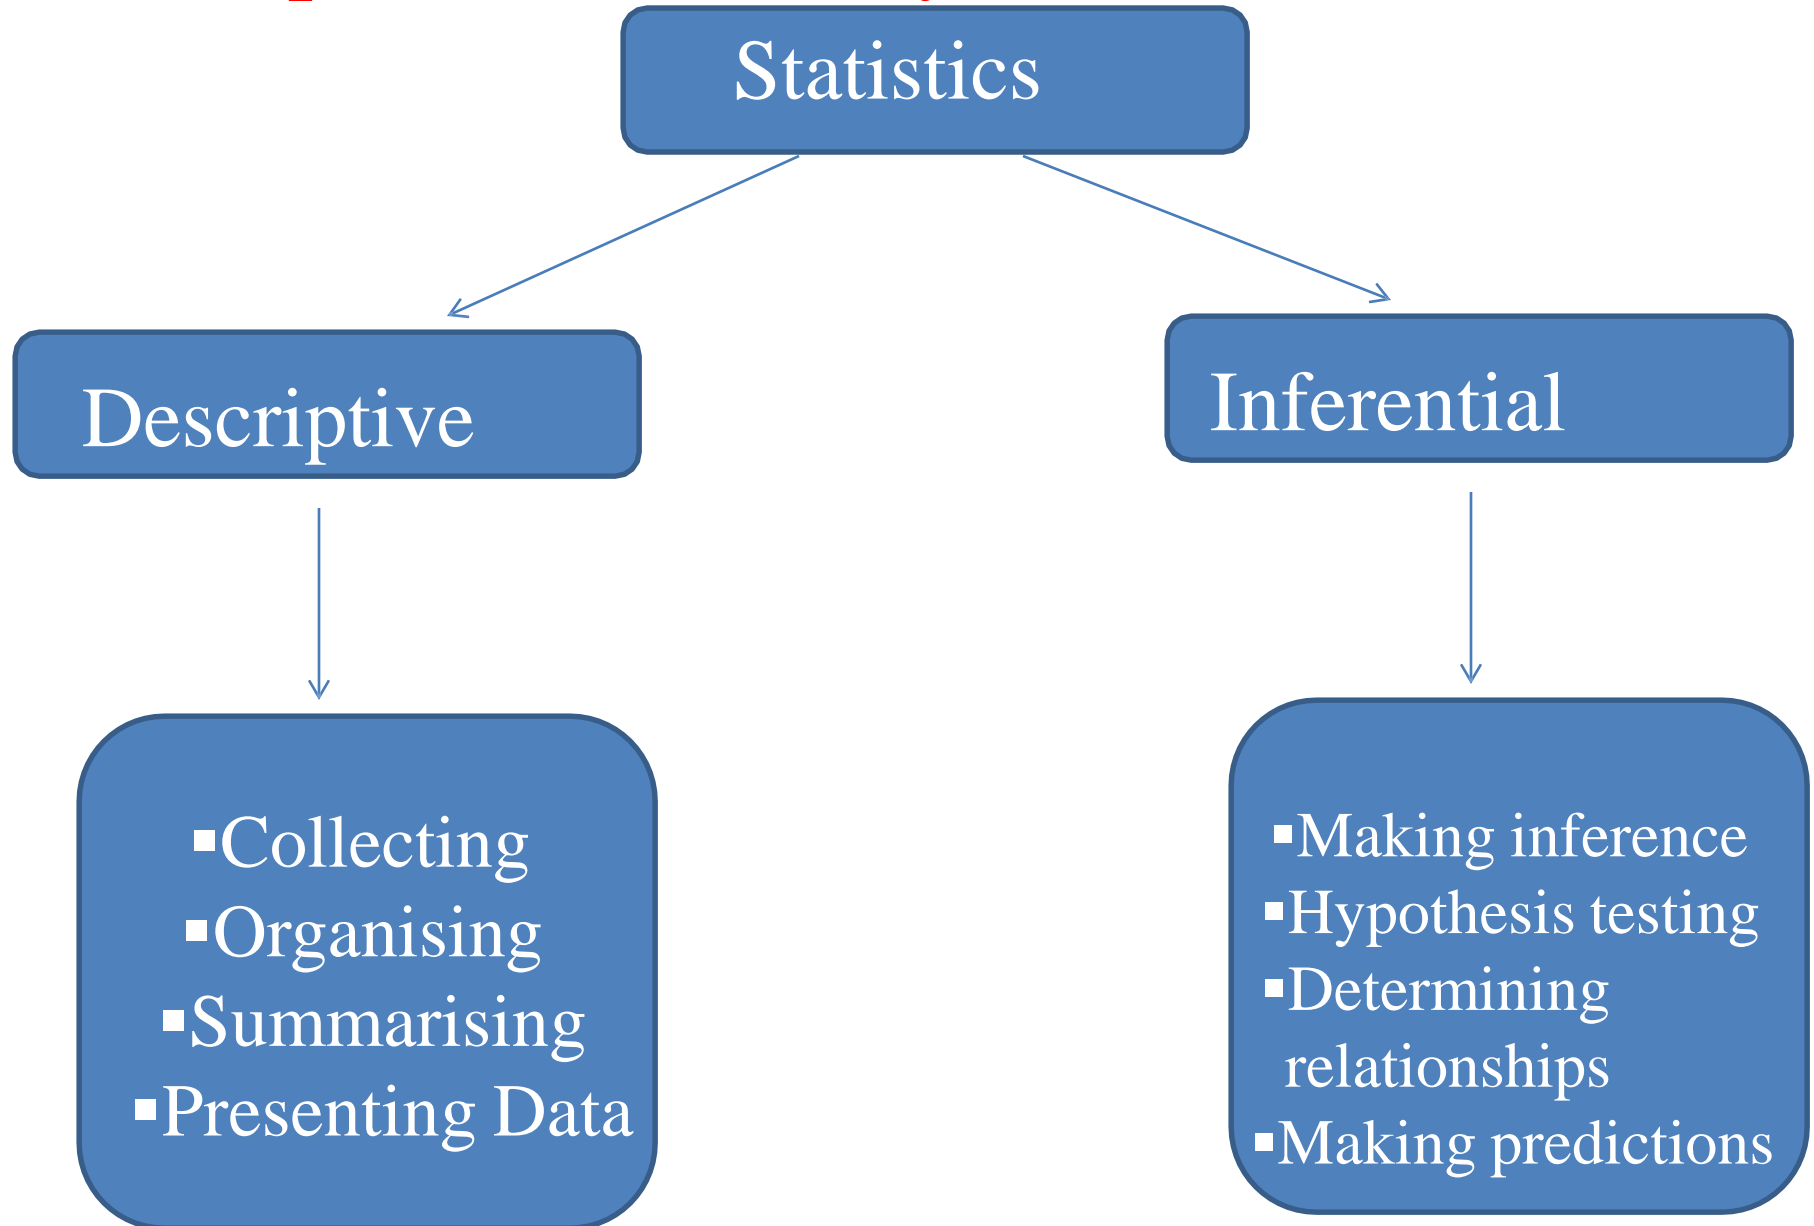 Statistics
Descriptive
Inferential
▪Collecting
▪Organising
▪Summarising
▪Presenting Data
▪Making inference
▪Hypothesis testing
▪Determining
relationships
▪Making predictions